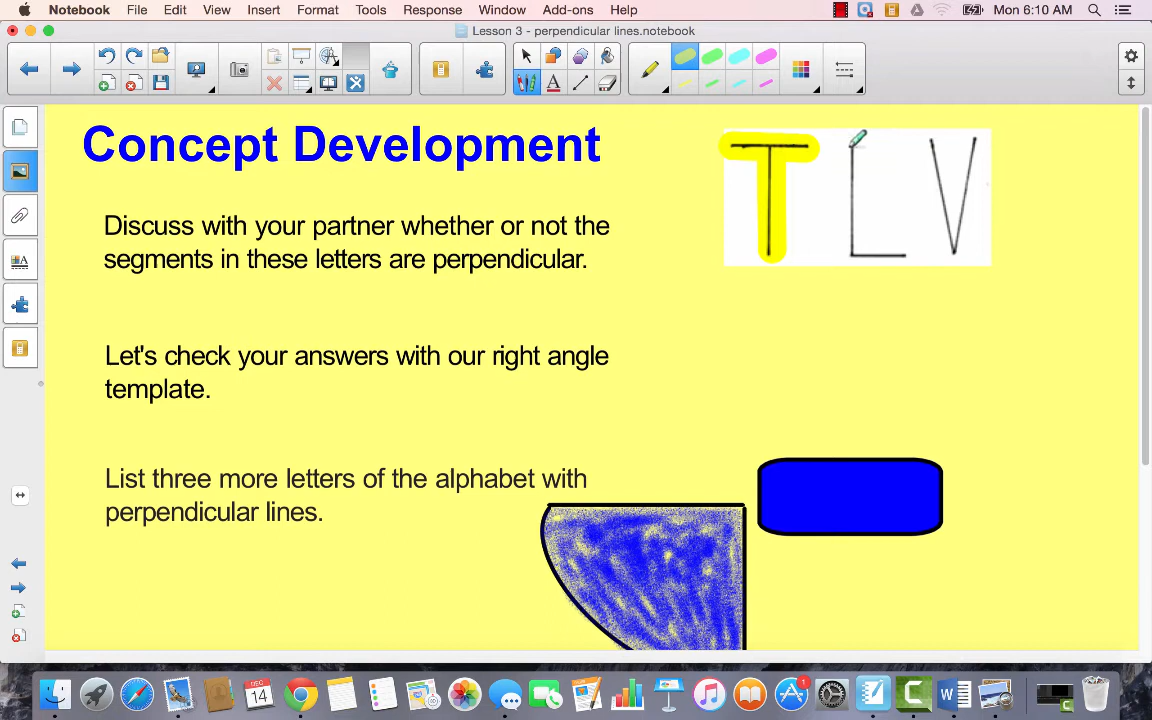 Notebook File Edit View Insert Format Tools Response Window Add-ons Help Mon 6:10 AM
Lesson 3 - perpendicular lines.notebook
A
Concept Development
T L V
Discuss with your partner whether or not the
segments in these letters are perpendicular.
Let's check your answers with our right angle
template.
List three more letters of the alphabet with
perpendicular lines.
DEC
14
1
W